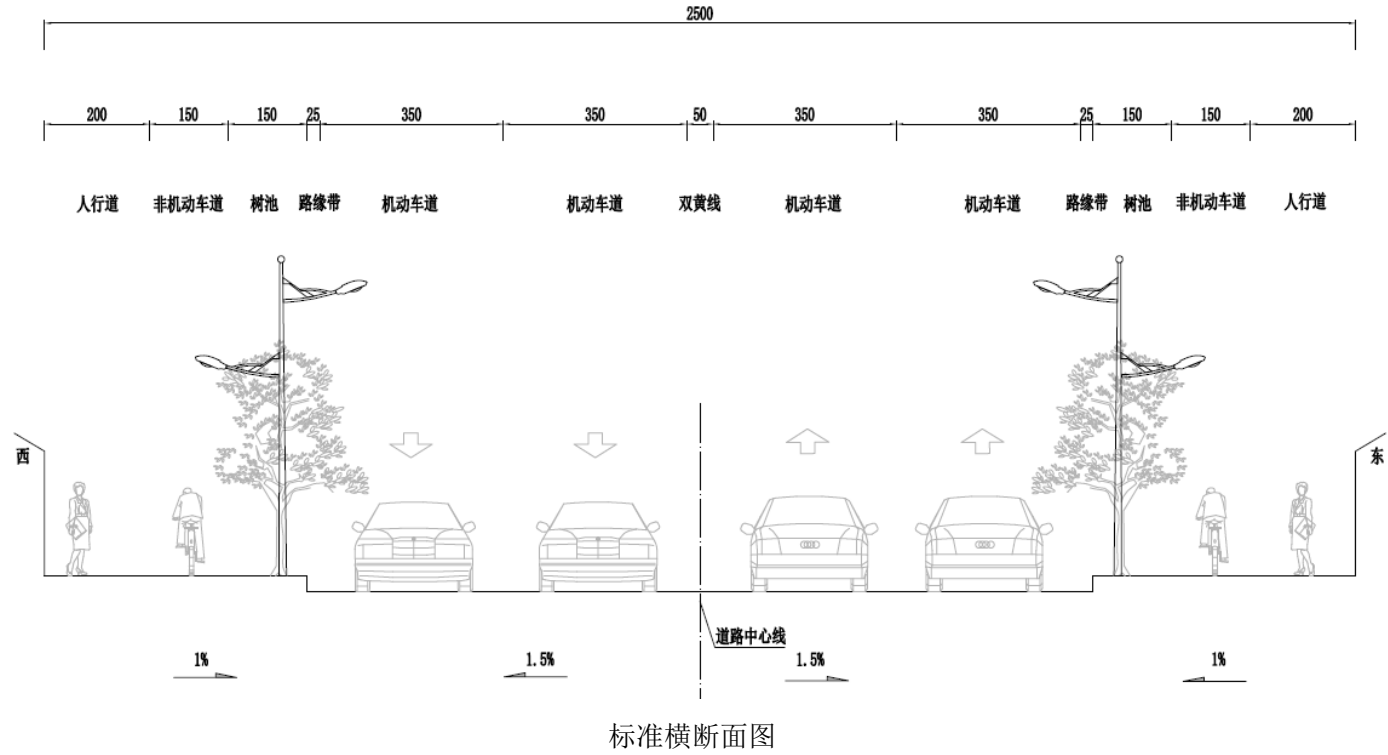 2500
200 150 150 25 350 350 50 350 350 25 150 150 200
人行道 非机动车道 树池 路缘带 机动车道 机动车道 双黄线 机动车道 机动车道 路缘带 树池 非机动车道 人行道
西 东
道路中心线
1% 1.5% 1.5% 1%
标准横断面图